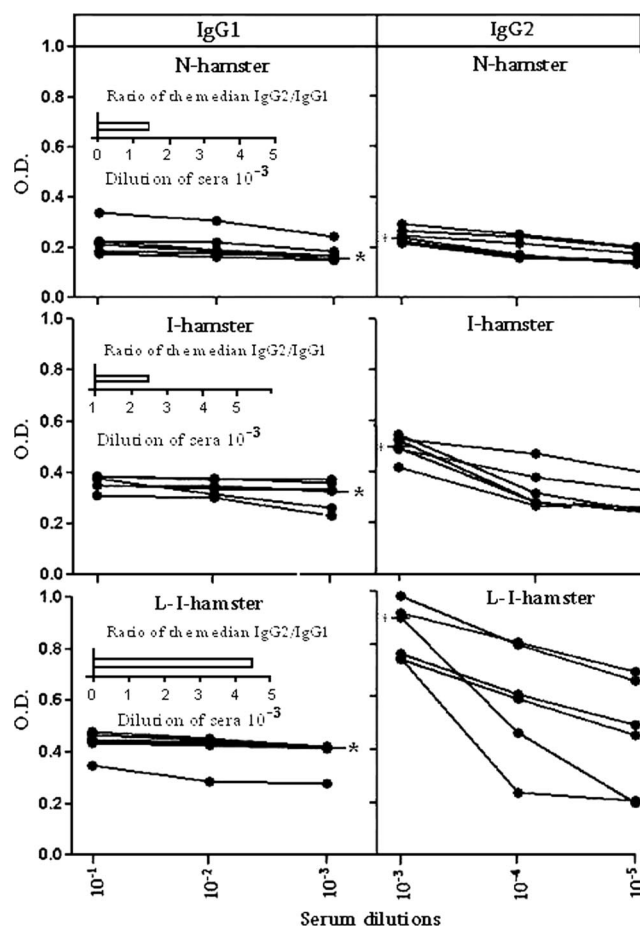 IgG1 IgG2
N-hamster N-hamster
Ratio of the median IgG2/IgG1
0 1 2 3 4 5
Dilution of sera 10⁻³
O.D.
1.0
0.8
0.6
0.4
0.2
0.0
*
*
I-hamster I-hamster
Ratio of the median IgG2/IgG1
1 1 2 3 4 5
Dilution of sera 10⁻³
O.D.
1.0
0.8
0.6
0.4
0.2
0.0
*
*
L-I-hamster L-I-hamster
Ratio of the median IgG2/IgG1
0 1 2 3 4 5
Dilution of sera 10⁻³
O.D.
1.0
0.8
0.6
0.4
0.2
0.0
*
*
10⁻¹ 10⁻² 10⁻³ 10⁻³ 10⁻⁴ 10⁻⁵
Serum dilutions